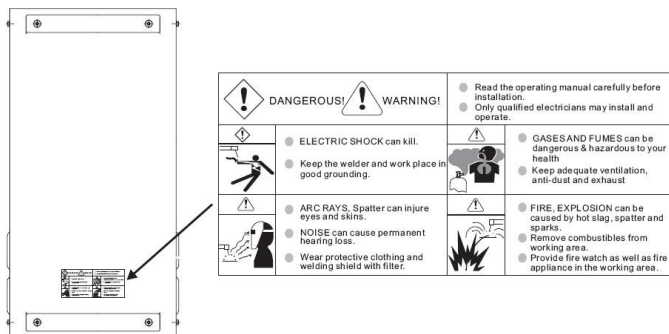 DANGEROUS! WARNING!
Read the operating manual carefully before
installation.
Only qualified electricians may install and
operate.
ELECTRIC SHOCK can kill.
Keep the welder and work place in
good grounding.
GASES AND FUMES can be
dangerous & hazardous to your
health
Keep adequate ventilation,
anti-dust and exhaust
ARC RAYS, Spatter can injure
eyes and skins.
NOISE can cause permanent
hearing loss.
Wear protective clothing and
welding shield with filter.
FIRE, EXPLOSION can be
caused by hot slag, spatter and
sparks.
Remove combustibles from
working area.
Provide fire watch as well as fire
appliance in the working area.